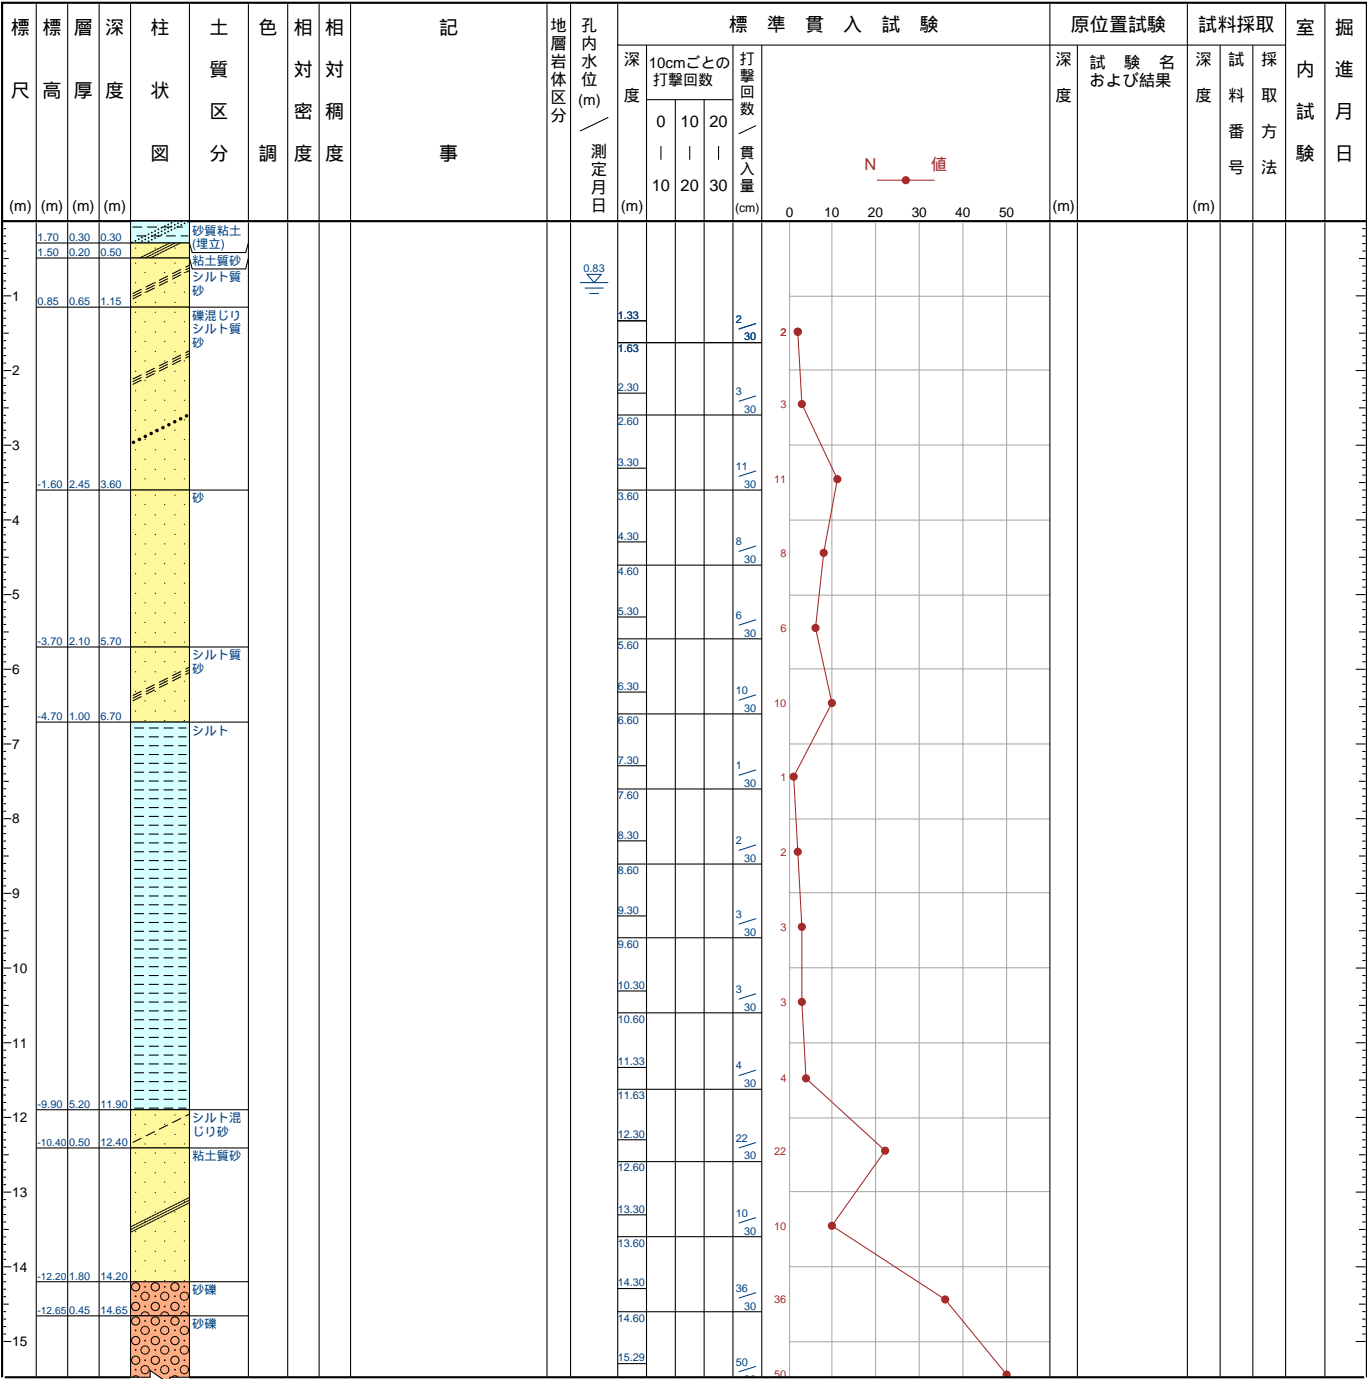 標尺(m)
標高(m)
層厚(m)
深度(m)
柱状図
土質区分
色調
相対密度
相対稠度
記事
地層岩体区分
孔内水位(m)／測定月日
標準貫入試験
深度(m)
10cmごとの
打撃回数
0 10 20
| | |
10 20 30
打撃回数／貫入量(cm)
N 値
0 10 20 30 40 50
原位置試験
深度(m)
試験名
および結果
試料採取
深度(m)
試料番号
採取方法
室内試験
掘進月日
1.70 0.30 0.30
砂質粘土
(埋立)
1.50 0.20 0.50
粘土質砂
0.85 0.65 1.15
シルト質
砂
-1.60 2.45 3.60
礫混じり
シルト質
砂
-3.70 2.10 5.70
砂
-4.70 1.00 6.70
シルト質
砂
-9.90 5.20 11.90
シルト
-10.40 0.50 12.40
シルト混
じり砂
-12.20 1.80 14.20
粘土質砂
-12.65 0.45 14.65
砂礫
砂礫
1
2
3
4
5
6
7
8
9
10
11
12
13
14
15
0.83
1.33
1.63
2/30
2
2.30
2.60
3/30
3
3.30
3.60
11/30
11
4.30
4.60
8/30
8
5.30
5.60
6/30
6
6.30
6.60
10/30
10
7.30
7.60
1/30
1
8.30
8.60
2/30
2
9.30
9.60
3/30
3
10.30
10.60
3/30
3
11.33
11.63
4/30
4
12.30
12.60
22/30
22
13.30
13.60
10/30
10
14.30
14.60
36/30
36
15.29
50
50